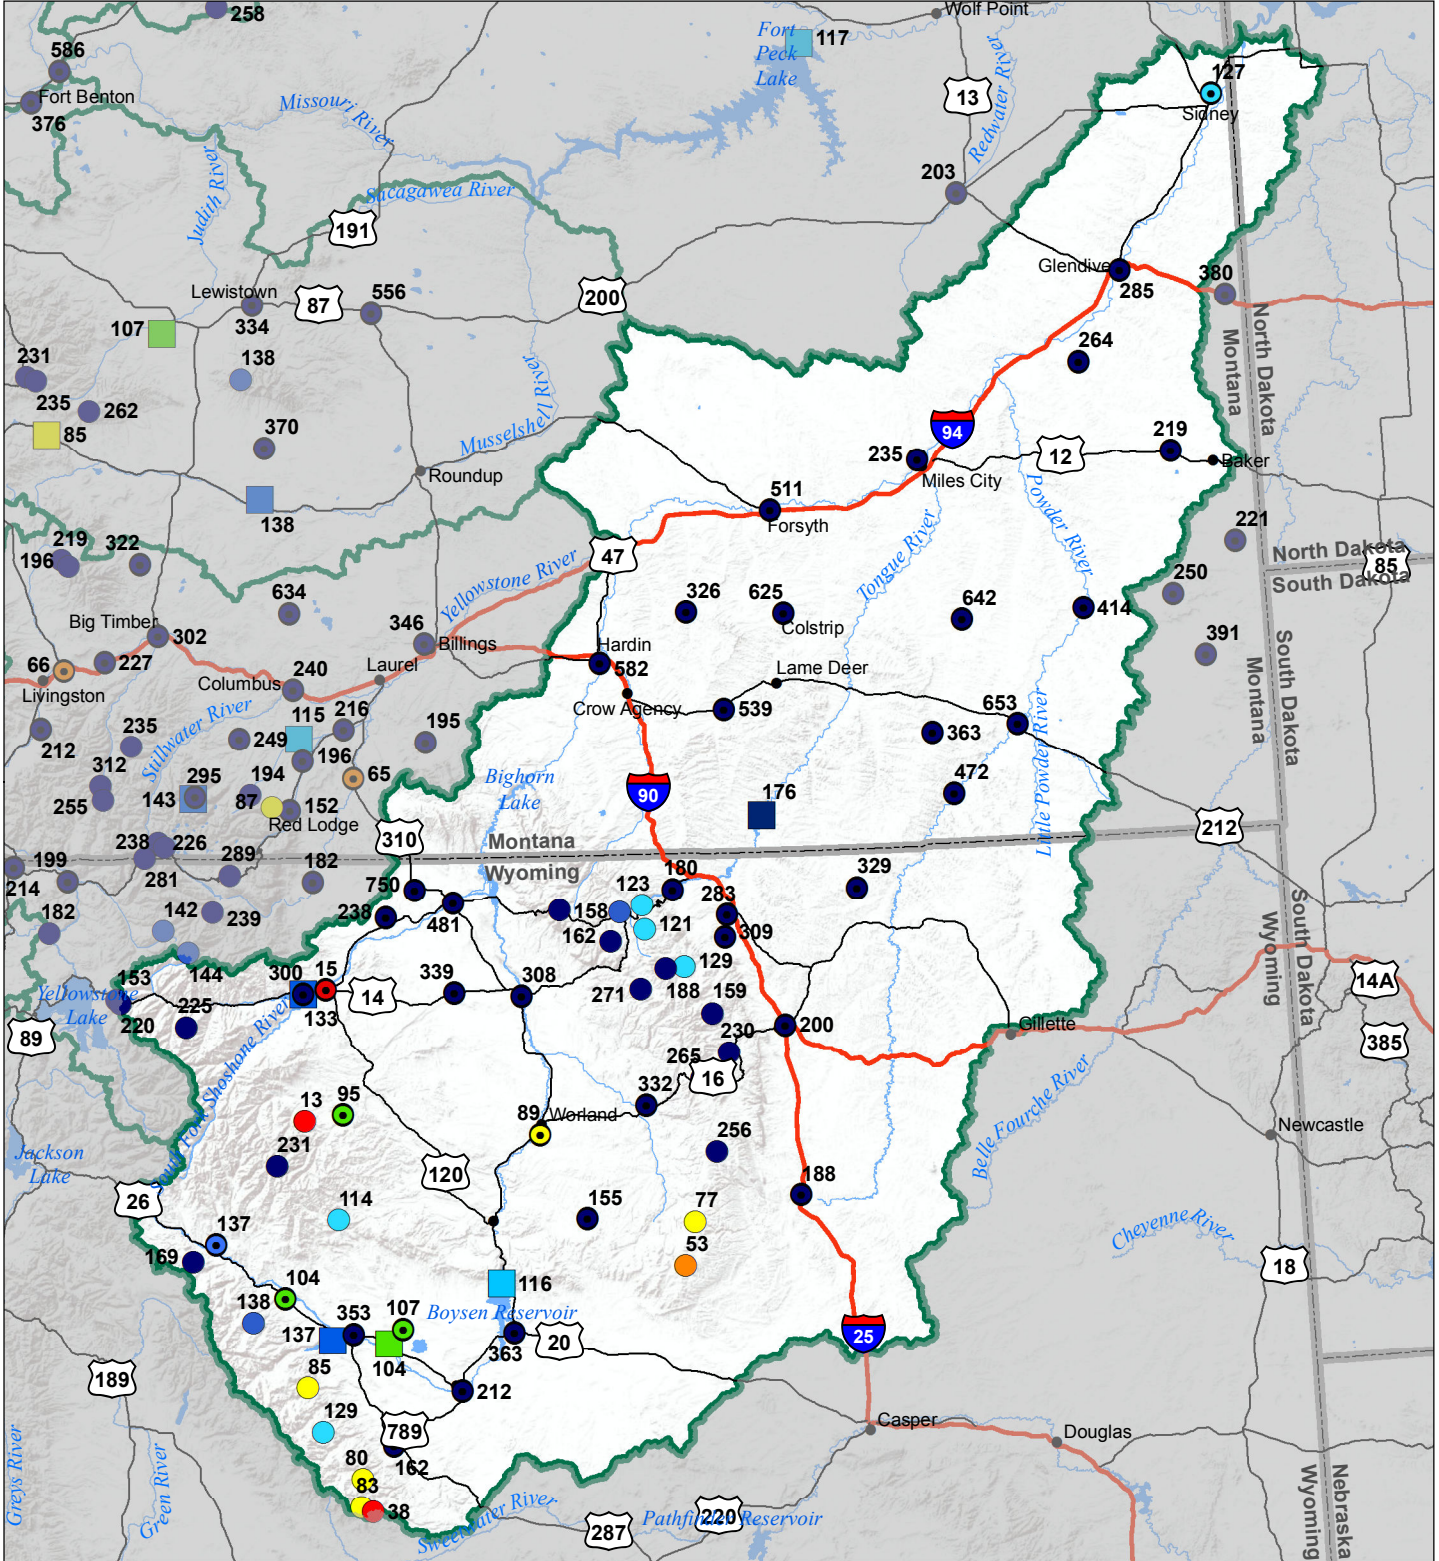 258
Wolf Point
586
Fort
Peck
Lake
117
127
Fort Benton
376
Missouri River
13
Redwater River
Sidney
Judith River
Sacagawea River
203
191
Glendive
285
380
Lewistown
334
87
556
200
107
North Dakota
Montana
231
235
138
264
262
85
Musselshell River
370
94
219
Musselshell River
Roundup
235
12
Baker
Miles City
138
511
Forsyth
Powder River
219
196
322
47
Tongue River
221
North Dakota
South Dakota
85
Yellowstone River
250
634
326
625
642
414
Big Timber
302
346
Billings
Colstrip
391
Hardin
582
66
227
Livingston
Laurel
Lame Deer
240
Columbus
South Dakota
Montana
Crow Agency
539
653
212
235
Stillwater River
249
115
216
195
363
Little Powder River
312
255
295
143
194
196
65
Bighorn
Lake
90
176
472
87
152
Red Lodge
310
212
238
226
Montana
Wyoming
199
214
281
289
182
750
123
180
283
329
182
142
239
238
481
158
121
162
309
South Dakota
Wyoming
144
153
Yellowstone
Lake
220
225
300
15
133
14
339
308
271
188
129
159
14A
89
South Fork Shoshone River
230
200
Gillette
385
265
16
13
95
332
89
Worland
Belle Fourche River
Newcastle
231
256
Jackson
Lake
26
120
188
114
155
77
Cheyenne River
137
53
169
18
104
116
138
353
107
Boysen Reservoir
137
104
363
20
25
189
85
212
129
789
Casper
Douglas
162
80
83
38
Greys River
Green River
Sweetwater River
287
Pathfinder Reservoir
220
Nebraska
Wyoming